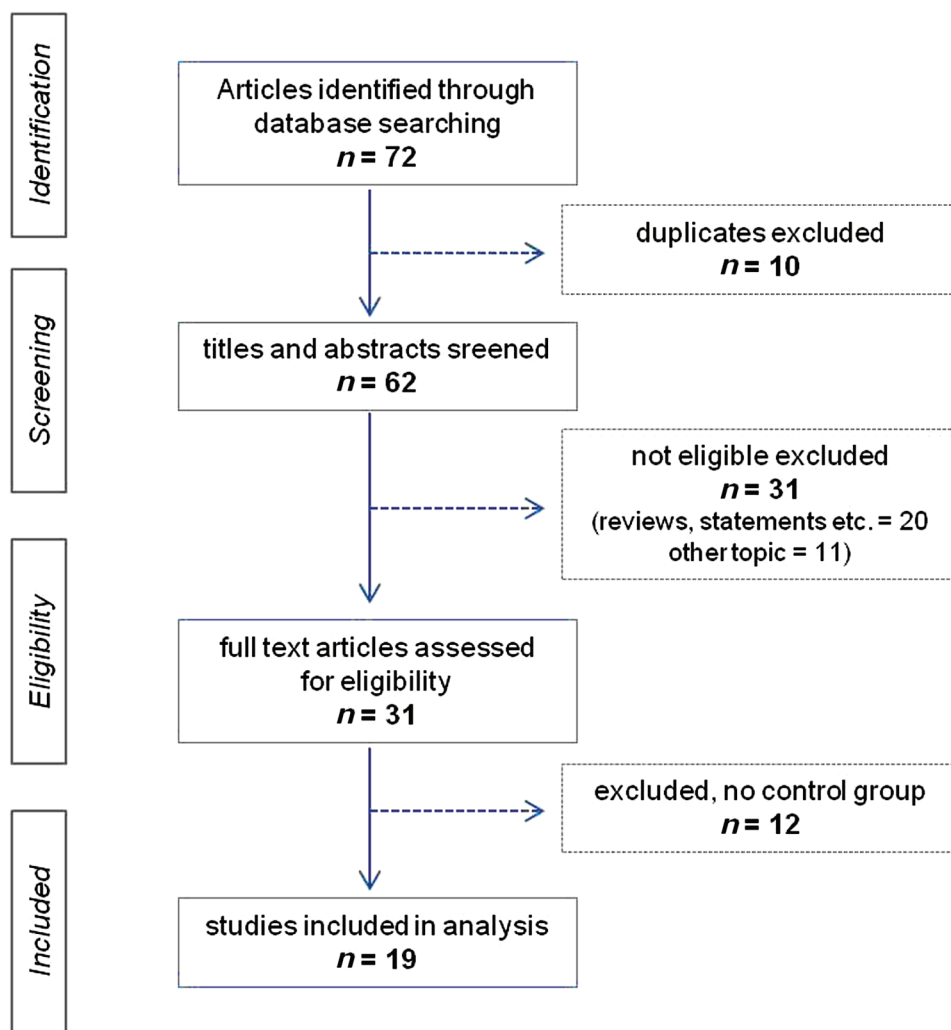 Identification
Articles identified through
database searching
n = 72
duplicates excluded
n = 10
Screening
titles and abstracts sreened
n = 62
not eligible excluded
n = 31
(reviews, statements etc. = 20
other topic = 11)
Eligibility
full text articles assessed
for eligibility
n = 31
excluded, no control group
n = 12
Included
studies included in analysis
n = 19